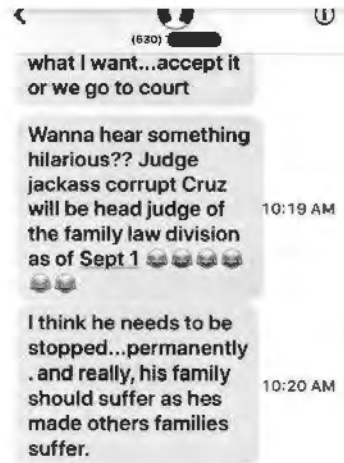 (630)
what I want...accept it
or we go to court
Wanna hear something
hilarious?? Judge
jackass corrupt Cruz
will be head judge of
the family law division
as of Sept 1 😂😂😂😂
😂😂
10:19 AM
I think he needs to be
stopped...permanently
. and really, his family
should suffer as hes
made others families
suffer.
10:20 AM